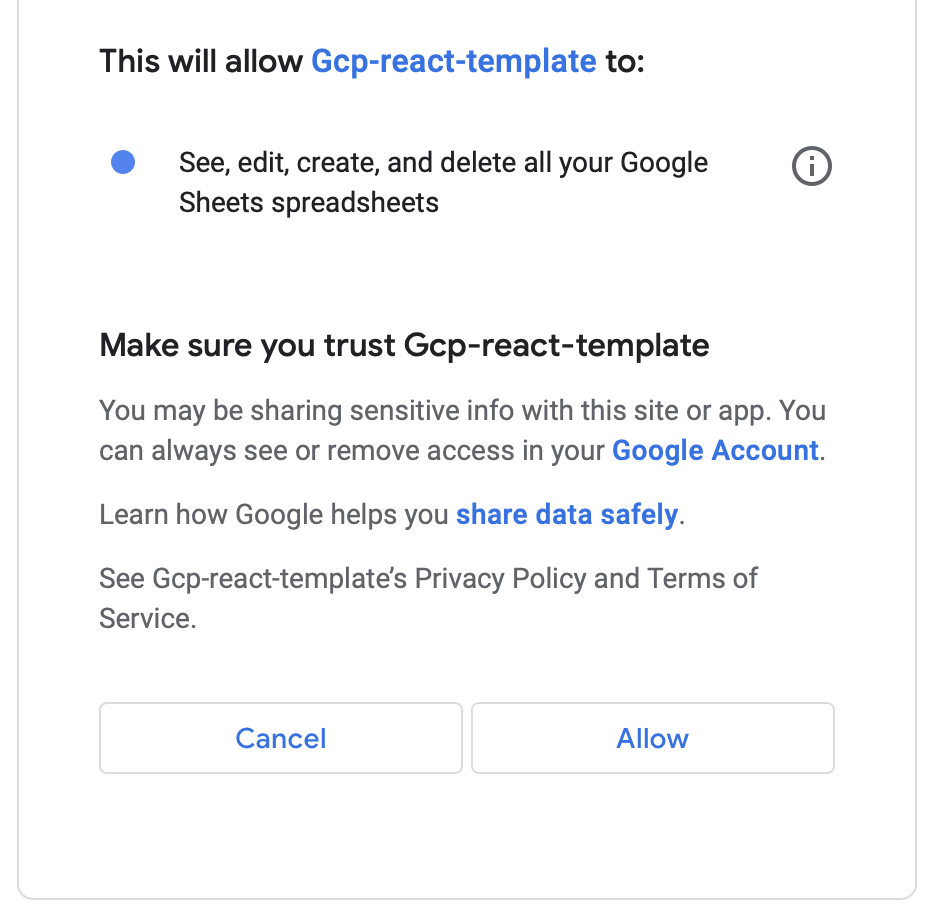 This will allow Gcp-react-template to:
See, edit, create, and delete all your Google
Sheets spreadsheets
Make sure you trust Gcp-react-template
You may be sharing sensitive info with this site or app. You
can always see or remove access in your Google Account.
Learn how Google helps you share data safely.
See Gcp-react-template’s Privacy Policy and Terms of
Service.
Cancel
Allow